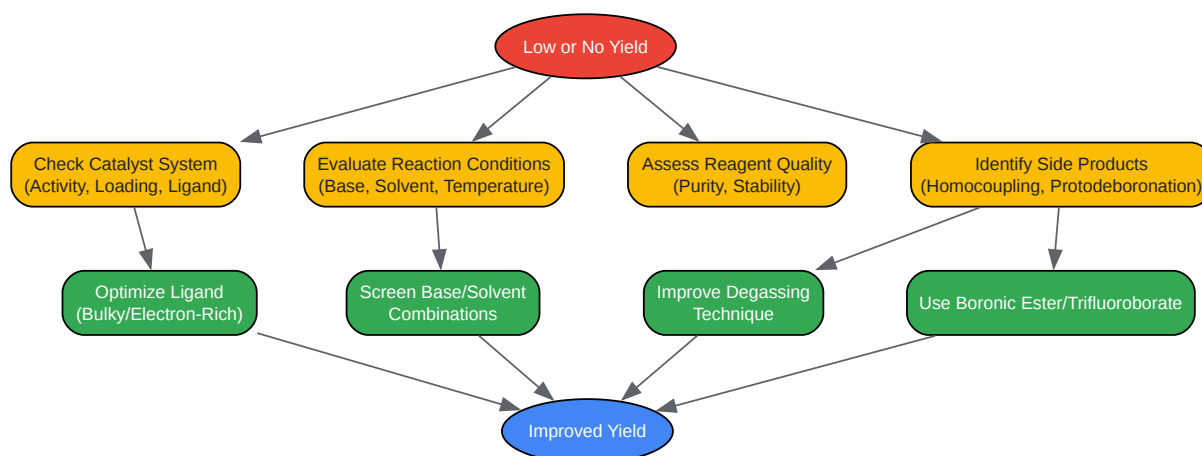 Low or No Yield
Check Catalyst System
(Activity, Loading, Ligand)
Evaluate Reaction Conditions
(Base, Solvent, Temperature)
Assess Reagent Quality
(Purity, Stability)
Identify Side Products
(Homocoupling, Protodeboronation)
Optimize Ligand
(Bulky/Electron-Rich)
Screen Base/Solvent
Combinations
Improve Degassing
Technique
Use Boronic Ester/Trifluoroborate
Improved Yield